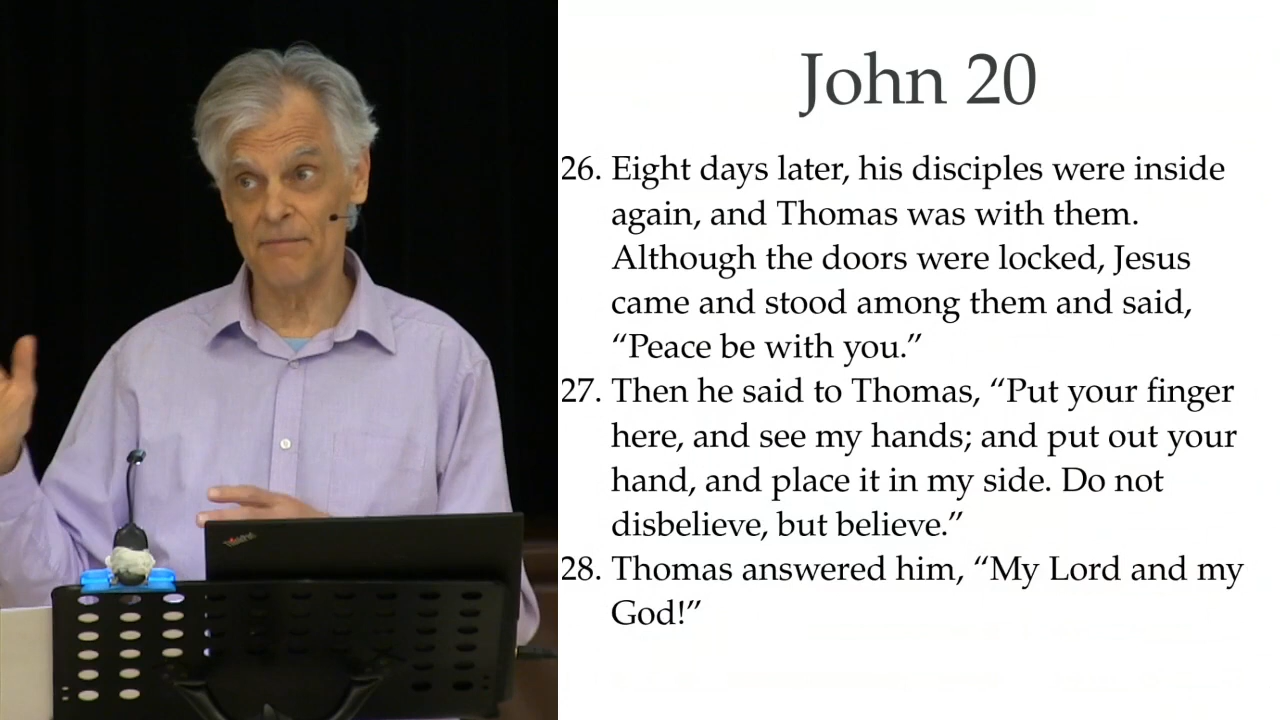 John 20
26. Eight days later, his disciples were inside
again, and Thomas was with them.
Although the doors were locked, Jesus
came and stood among them and said,
“Peace be with you.”
27. Then he said to Thomas, “Put your finger
here, and see my hands; and put out your
hand, and place it in my side. Do not
disbelieve, but believe.”
28. Thomas answered him, “My Lord and my
God!”
ThinkPad